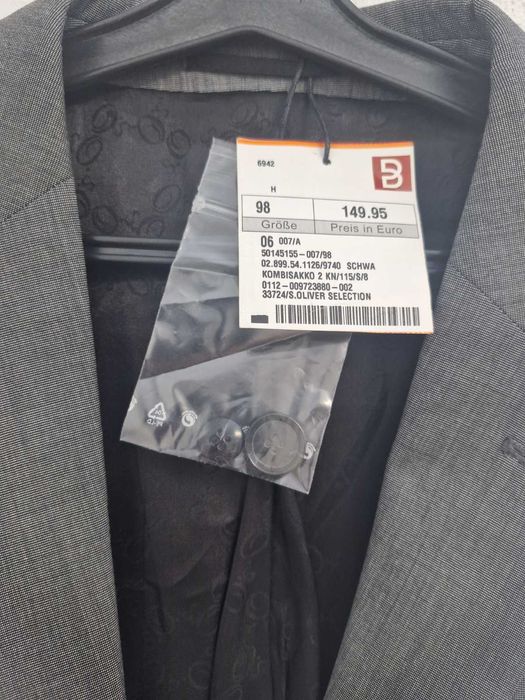 6942
H
98 149.95
Größe Preis in Euro
06 007/A
50145155-007/98
02.899.54.1126/9740 SCHWA
KOMBISAKKO 2 KN/115/S/8
0112-009723880-002
33724/S.OLIVER SELECTION